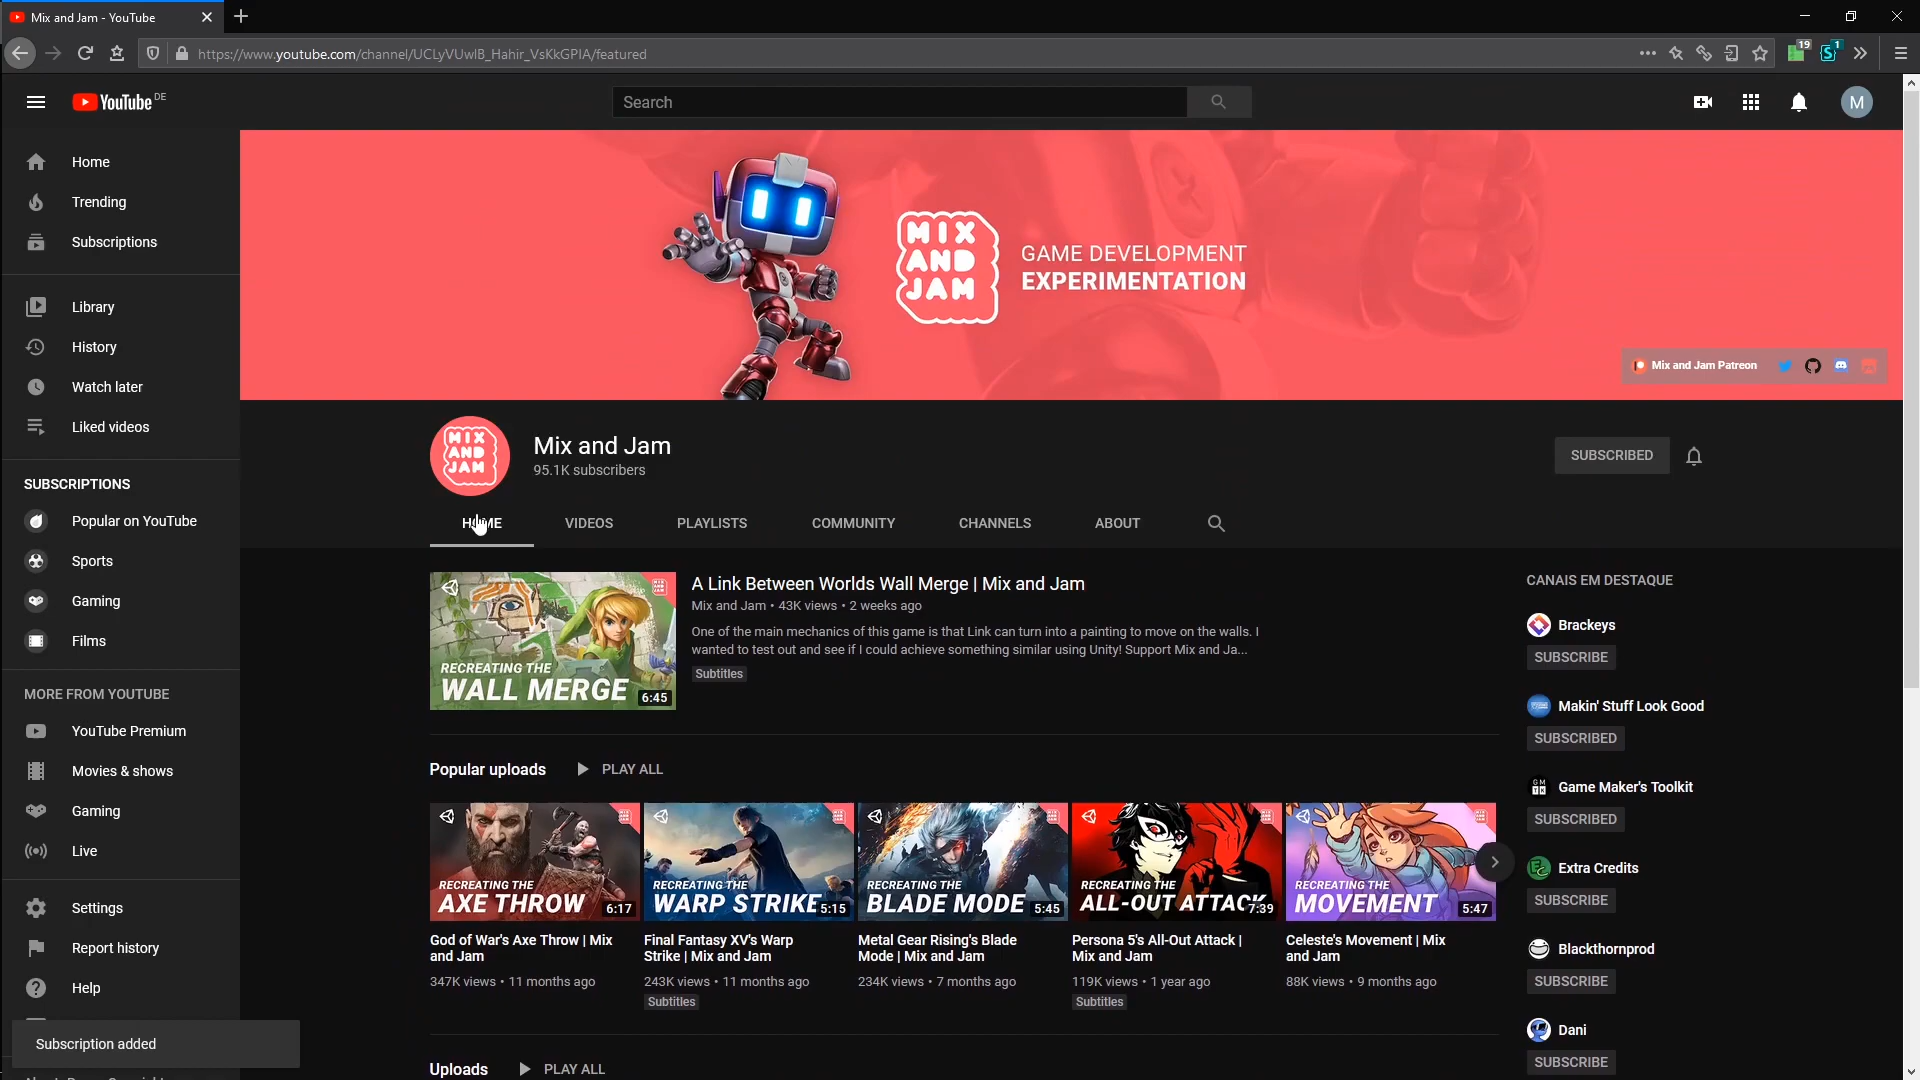 Mix and Jam - YouTube
https://www.youtube.com/channel/UCLyVUwlB_Hahir_VsKkGPIA/featured
19
1
YouTube DE
Search
M
Home
Trending
Subscriptions
Library
History
Watch later
Liked videos
SUBSCRIPTIONS
Popular on YouTube
Sports
Gaming
Films
MORE FROM YOUTUBE
YouTube Premium
Movies & shows
Gaming
Live
Settings
Report history
Help
Subscription added
MIX
AND
JAM
GAME DEVELOPMENT
EXPERIMENTATION
Mix and Jam Patreon
MIX
AND
JAM
Mix and Jam
95.1K subscribers
SUBSCRIBED
HOME VIDEOS PLAYLISTS COMMUNITY CHANNELS ABOUT
RECREATING THE
WALL MERGE
6:45
A Link Between Worlds Wall Merge | Mix and Jam
Mix and Jam • 43K views • 2 weeks ago
One of the main mechanics of this game is that Link can turn into a painting to move on the walls. I
wanted to test out and see if I could achieve something similar using Unity! Support Mix and Ja...
Subtitles
Popular uploads PLAY ALL
RECREATING THE
AXE THROW
6:17
God of War's Axe Throw | Mix
and Jam
347K views • 11 months ago
RECREATING THE
WARP STRIKE
5:15
Final Fantasy XV's Warp
Strike | Mix and Jam
243K views • 11 months ago
Subtitles
RECREATING THE
BLADE MODE
5:45
Metal Gear Rising's Blade
Mode | Mix and Jam
234K views • 7 months ago
RECREATING THE
ALL-OUT ATTACK
7:39
Persona 5's All-Out Attack |
Mix and Jam
119K views • 1 year ago
Subtitles
RECREATING THE
MOVEMENT
5:47
Celeste's Movement | Mix
and Jam
88K views • 9 months ago
Uploads PLAY ALL
CANAIS EM DESTAQUE
Brackeys
SUBSCRIBE
Makin' Stuff Look Good
SUBSCRIBED
Game Maker's Toolkit
SUBSCRIBED
Extra Credits
SUBSCRIBE
Blackthornprod
SUBSCRIBE
Dani
SUBSCRIBE